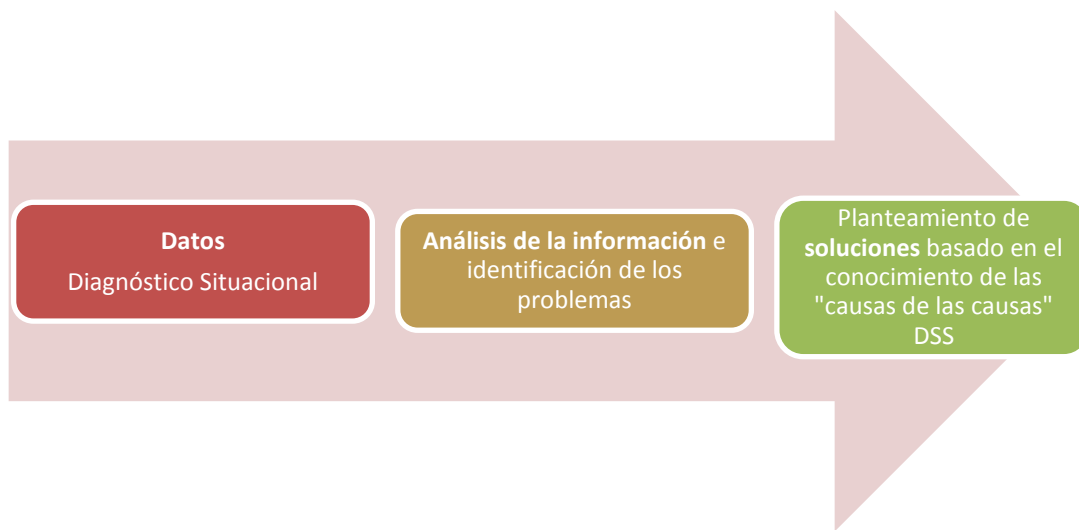 Datos
Diagnóstico Situacional
Análisis de la información e
identificación de los
problemas
Planteamiento de
soluciones basado en el
conocimiento de las
"causas de las causas"
DSS